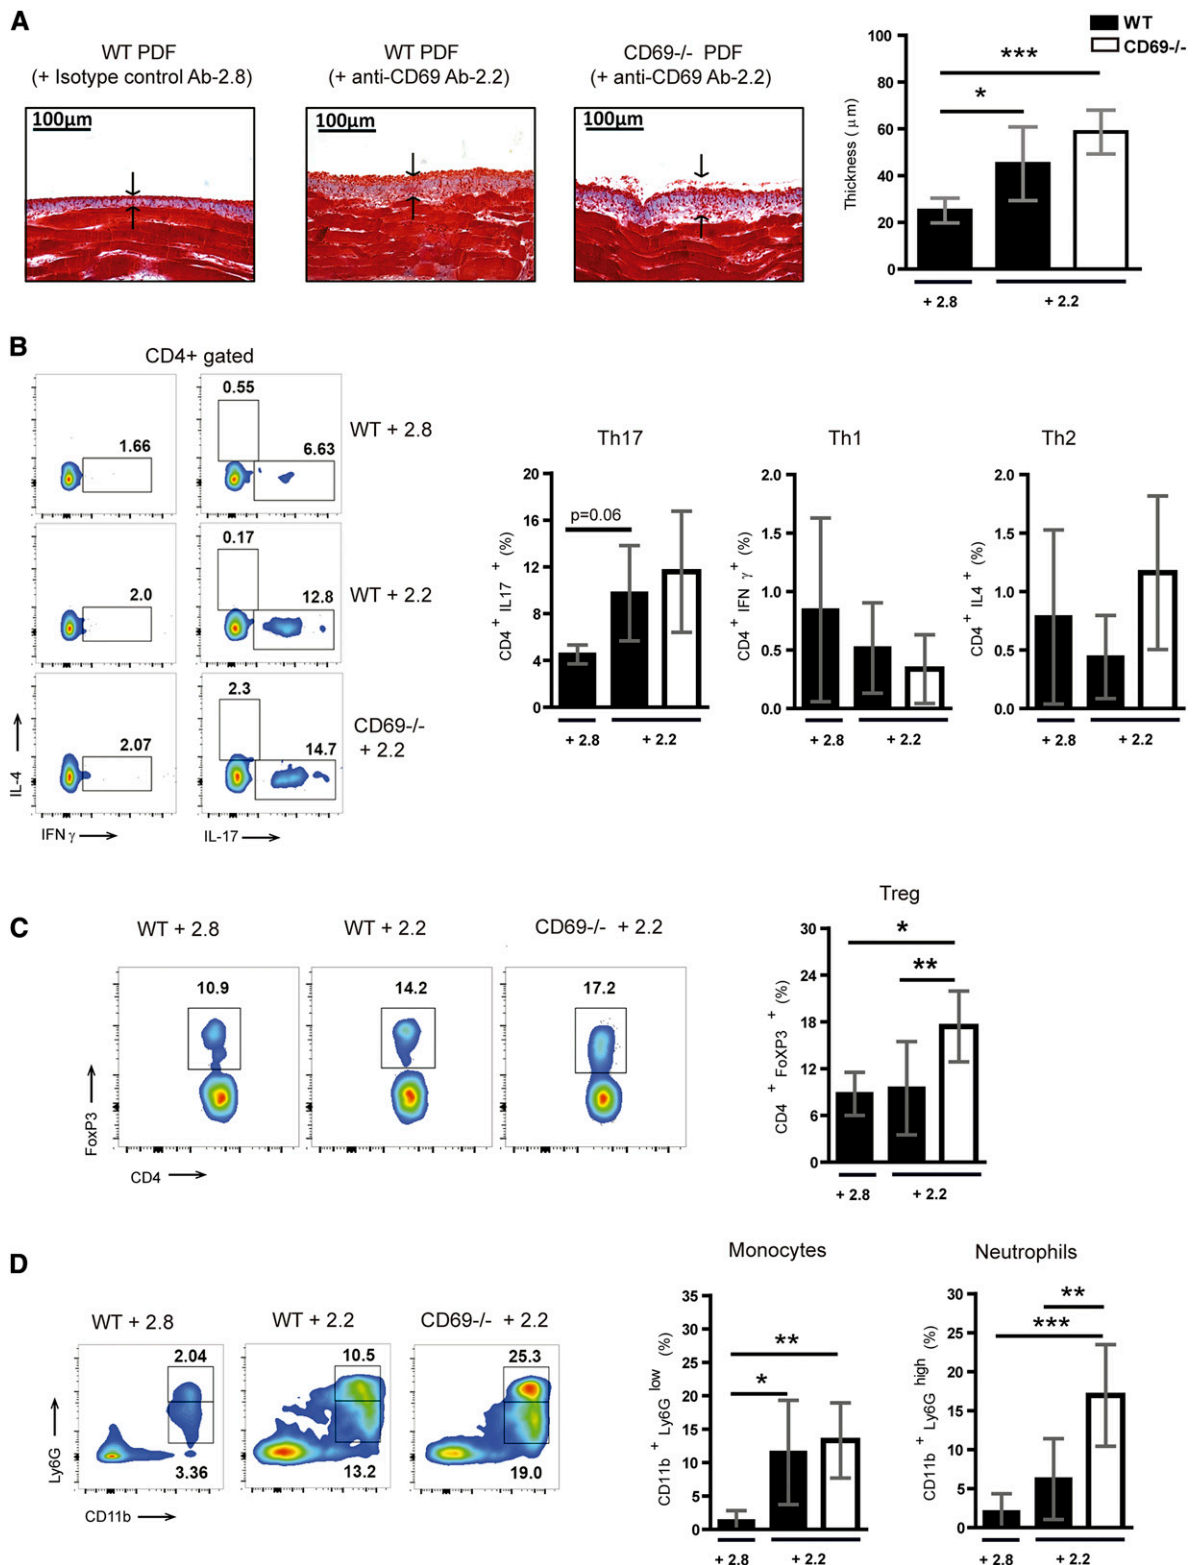 A
WT PDF
(+ Isotype control Ab-2.8)
WT PDF
(+ anti-CD69 Ab-2.2)
CD69-/- PDF
(+ anti-CD69 Ab-2.2)
100µm
100µm
100µm
WT
CD69-/-
Thickness ( µm)
100
80
60
40
20
0
***
*
+ 2.8
+ 2.2
B
CD4+ gated
1.66
0.55
6.63
WT + 2.8
2.0
0.17
12.8
WT + 2.2
2.07
2.3
14.7
CD69-/-
+ 2.2
IL-4
IFN γ
IL-17
Th17
CD4+ IL17+ (%)
20
16
12
8
4
0
p=0.06
+ 2.8
+ 2.2
Th1
CD4+ IFN γ+ (%)
2.0
1.5
1.0
0.5
0.0
+ 2.8
+ 2.2
Th2
CD4+ IL4+ (%)
2.0
1.5
1.0
0.5
0.0
+ 2.8
+ 2.2
C
WT + 2.8
WT + 2.2
CD69-/- + 2.2
10.9
14.2
17.2
FoxP3
CD4
Treg
CD4 + FoXP3 + (%)
30
24
18
12
6
0
*
**
+ 2.8
+ 2.2
D
WT + 2.8
WT + 2.2
CD69-/- + 2.2
2.04
10.5
25.3
3.36
13.2
19.0
Ly6G
CD11b
Monocytes
CD11b + Ly6G low (%)
35
30
25
20
15
10
5
0
**
*
+ 2.8
+ 2.2
Neutrophils
CD11b + Ly6G high (%)
30
25
20
15
10
5
0
**
***
+ 2.8
+ 2.2